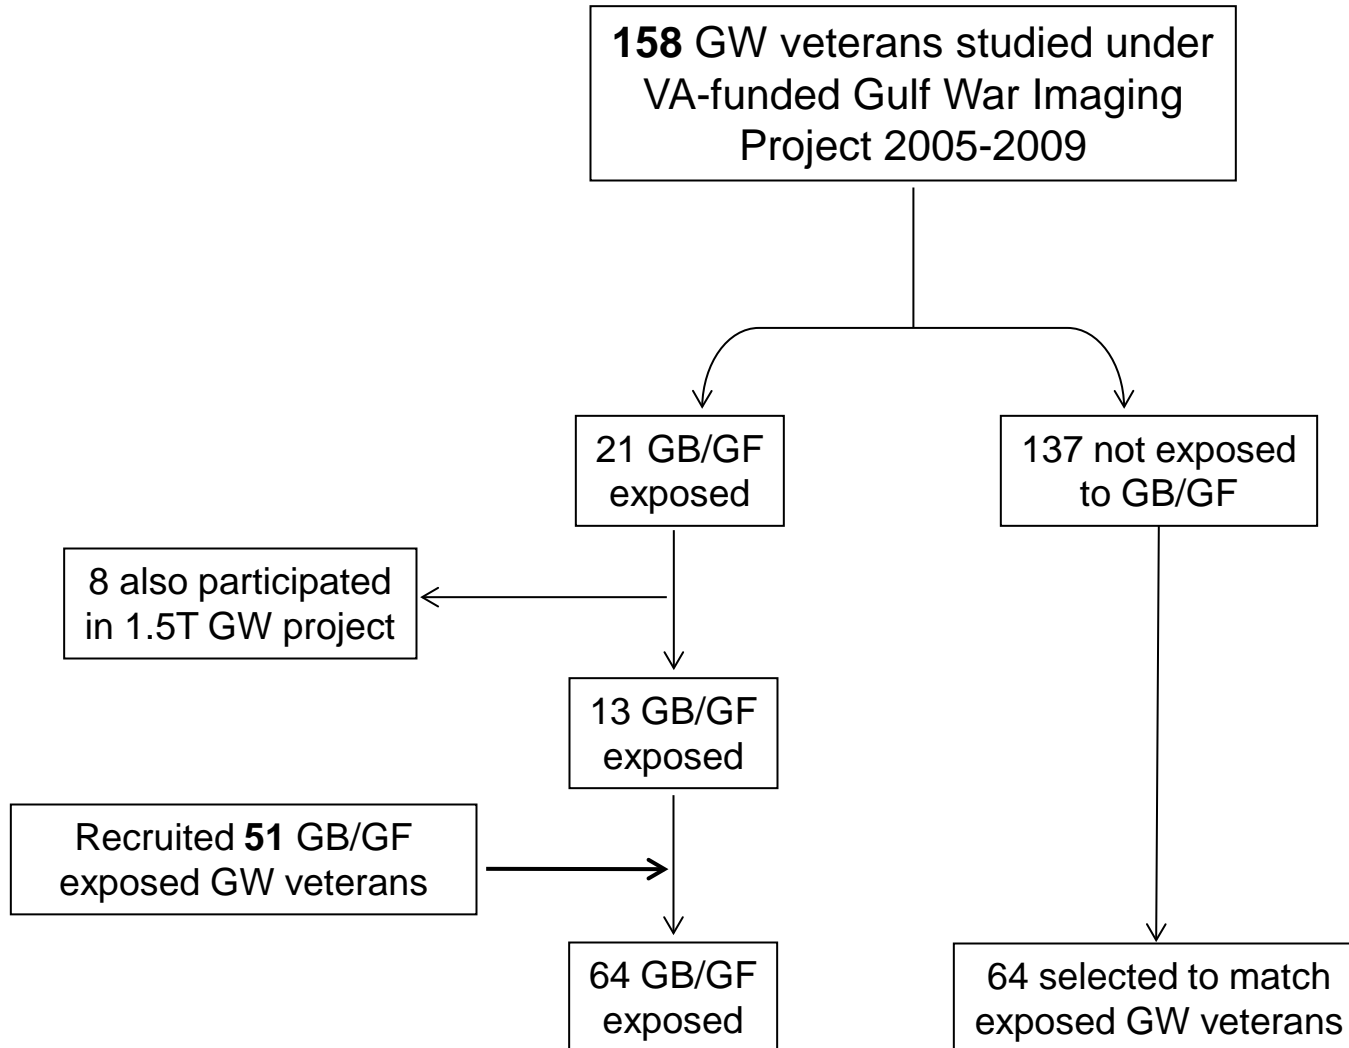 158 GW veterans studied under
VA-funded Gulf War Imaging
Project 2005-2009
21 GB/GF
exposed
137 not exposed
to GB/GF
8 also participated
in 1.5T GW project
13 GB/GF
exposed
Recruited 51 GB/GF
exposed GW veterans
64 GB/GF
exposed
64 selected to match
exposed GW veterans